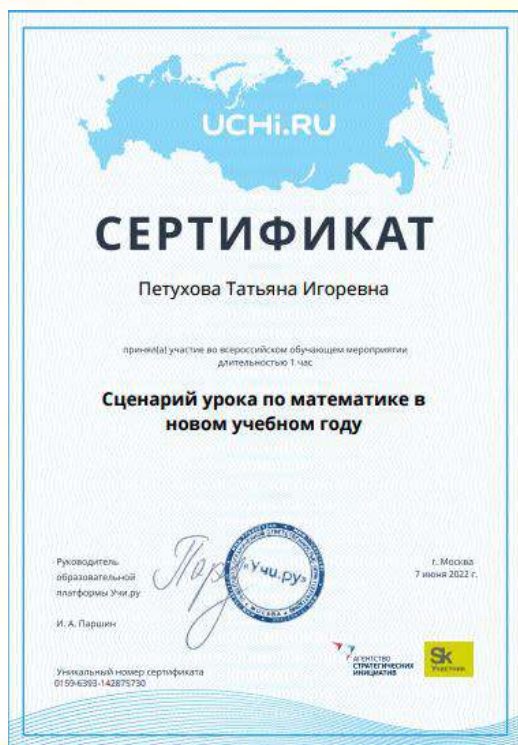 UCHi.RU
СЕРТИФИКАТ
Петухова Татьяна Игоревна
принял(а) участие во всероссийском обучающем мероприятии
длительностью 1 час
Сценарий урока по математике в
новом учебном году
Руководитель
образовательной
платформы Учи.ру
И. А. Паршин
«Учи.ру»
МОСКВА
г. Москва
7 июня 2022 г.
АГЕНТСТВО
СТРАТЕГИЧЕСКИХ
ИНИЦИАТИВ
Sk
Участник
Уникальный номер сертификата
0159-6393-142875730